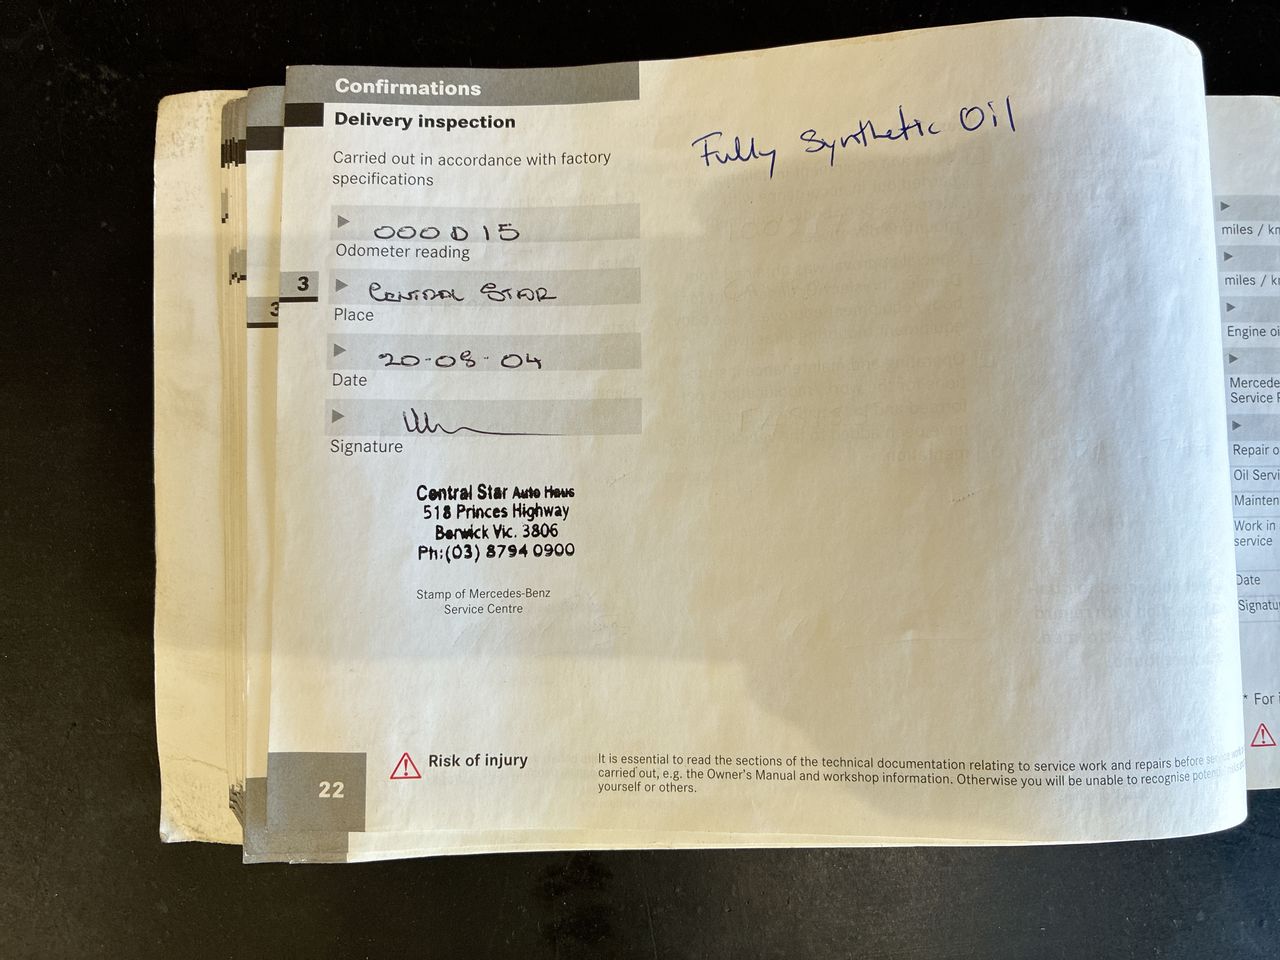 Confirmations
Delivery inspection
Carried out in accordance with factory
specifications
000015
Odometer reading
3
CENTRAL STAR
Place
20-08-04
Date
Signature
Central Star Auto Haus
518 Princes Highway
Berwick Vic. 3806
Ph:(03) 8794 0900
Stamp of Mercedes-Benz
Service Centre
Fully Synthetic Oil
22
Risk of injury
It is essential to read the sections of the technical documentation relating to service work and repairs before
carried out, e.g. the Owner's Manual and workshop information. Otherwise you will be unable to recognise
yourself or others.
3
miles / km
miles / km
Engine oi
Mercede
Service
Repair o
Oil Servi
Mainten
Work in
service
Date
Signatu
* For